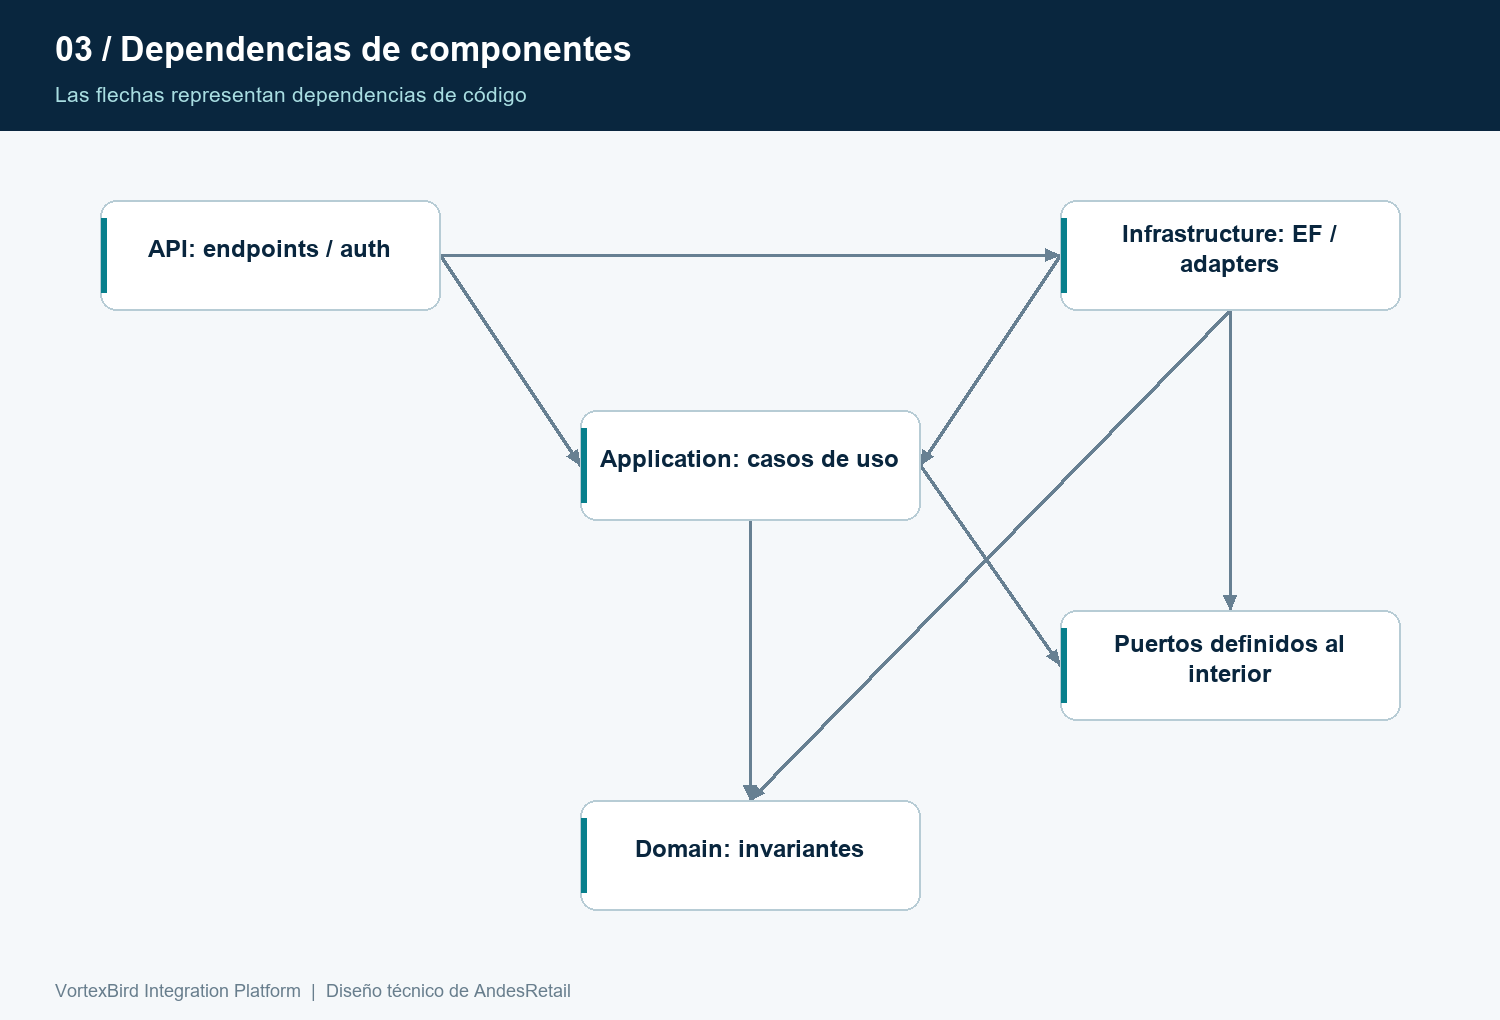 03 / Dependencias de componentes
Las flechas representan dependencias de código
API: endpoints / auth
Infrastructure: EF /
adapters
Application: casos de uso
Puertos definidos al
interior
Domain: invariantes
VortexBird Integration Platform | Diseño técnico de AndesRetail